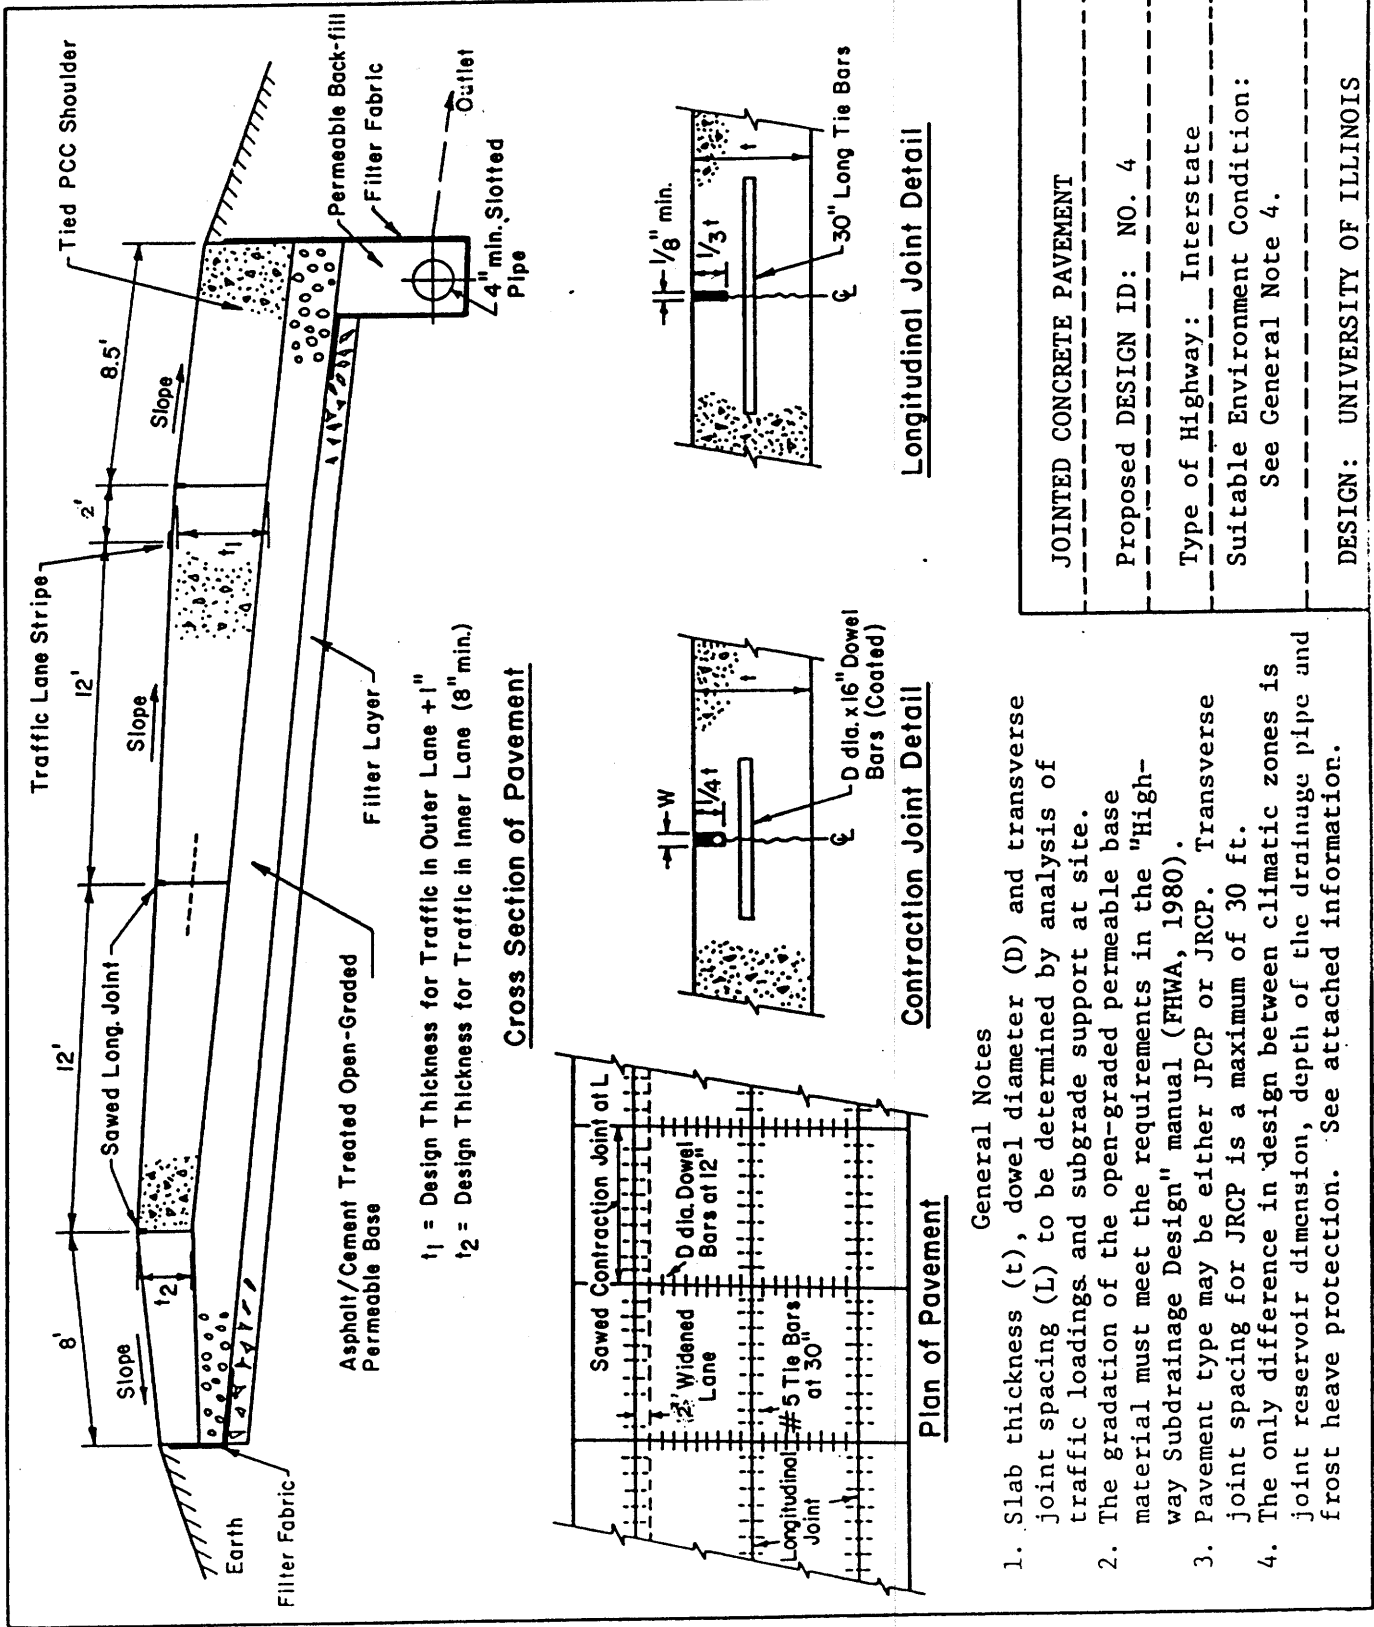 Traffic Lane Stripe
Tied PCC Shoulder
8'
12'
12'
2'
8.5'
Slope
Slope
Slope
Sawed Long. Joint
t2
t1
Earth
Filter Fabric
Asphalt/Cement Treated Open-Graded
Permeable Base
Filter Layer
Permeable Back-fill
Filter Fabric
Outlet
4" min. Slotted
Pipe
t1 = Design Thickness for Traffic in Outer Lane +1"
t2 = Design Thickness for Traffic in Inner Lane (8" min.)
Cross Section of Pavement
Sawed Contraction Joint at L
D dia. Dowel
Bars at 12"
2' Widened
Lane
#5 Tie Bars
at 30"
Longitudinal
Joint
Plan of Pavement
W
1/4 t
t
D dia. x 16" Dowel
Bars (Coated)
℄
Contraction Joint Detail
1/8" min.
1/3 t
t
30" Long Tie Bars
℄
Longitudinal Joint Detail
General Notes
1. Slab thickness (t), dowel diameter (D) and transverse
joint spacing (L) to be determined by analysis of
traffic loadings and subgrade support at site.
2. The gradation of the open-graded permeable base
material must meet the requirements in the "High-
way Subdrainage Design" manual (FHWA, 1980).
3. Pavement type may be either JPCP or JRCP. Transverse
joint spacing for JRCP is a maximum of 30 ft.
4. The only difference in design between climatic zones is
joint reservoir dimension, depth of the drainage pipe and
frost heave protection. See attached information.
JOINTED CONCRETE PAVEMENT
Proposed DESIGN ID: NO. 4
Type of Highway: Interstate
Suitable Environment Condition:
See General Note 4.
DESIGN: UNIVERSITY OF ILLINOIS